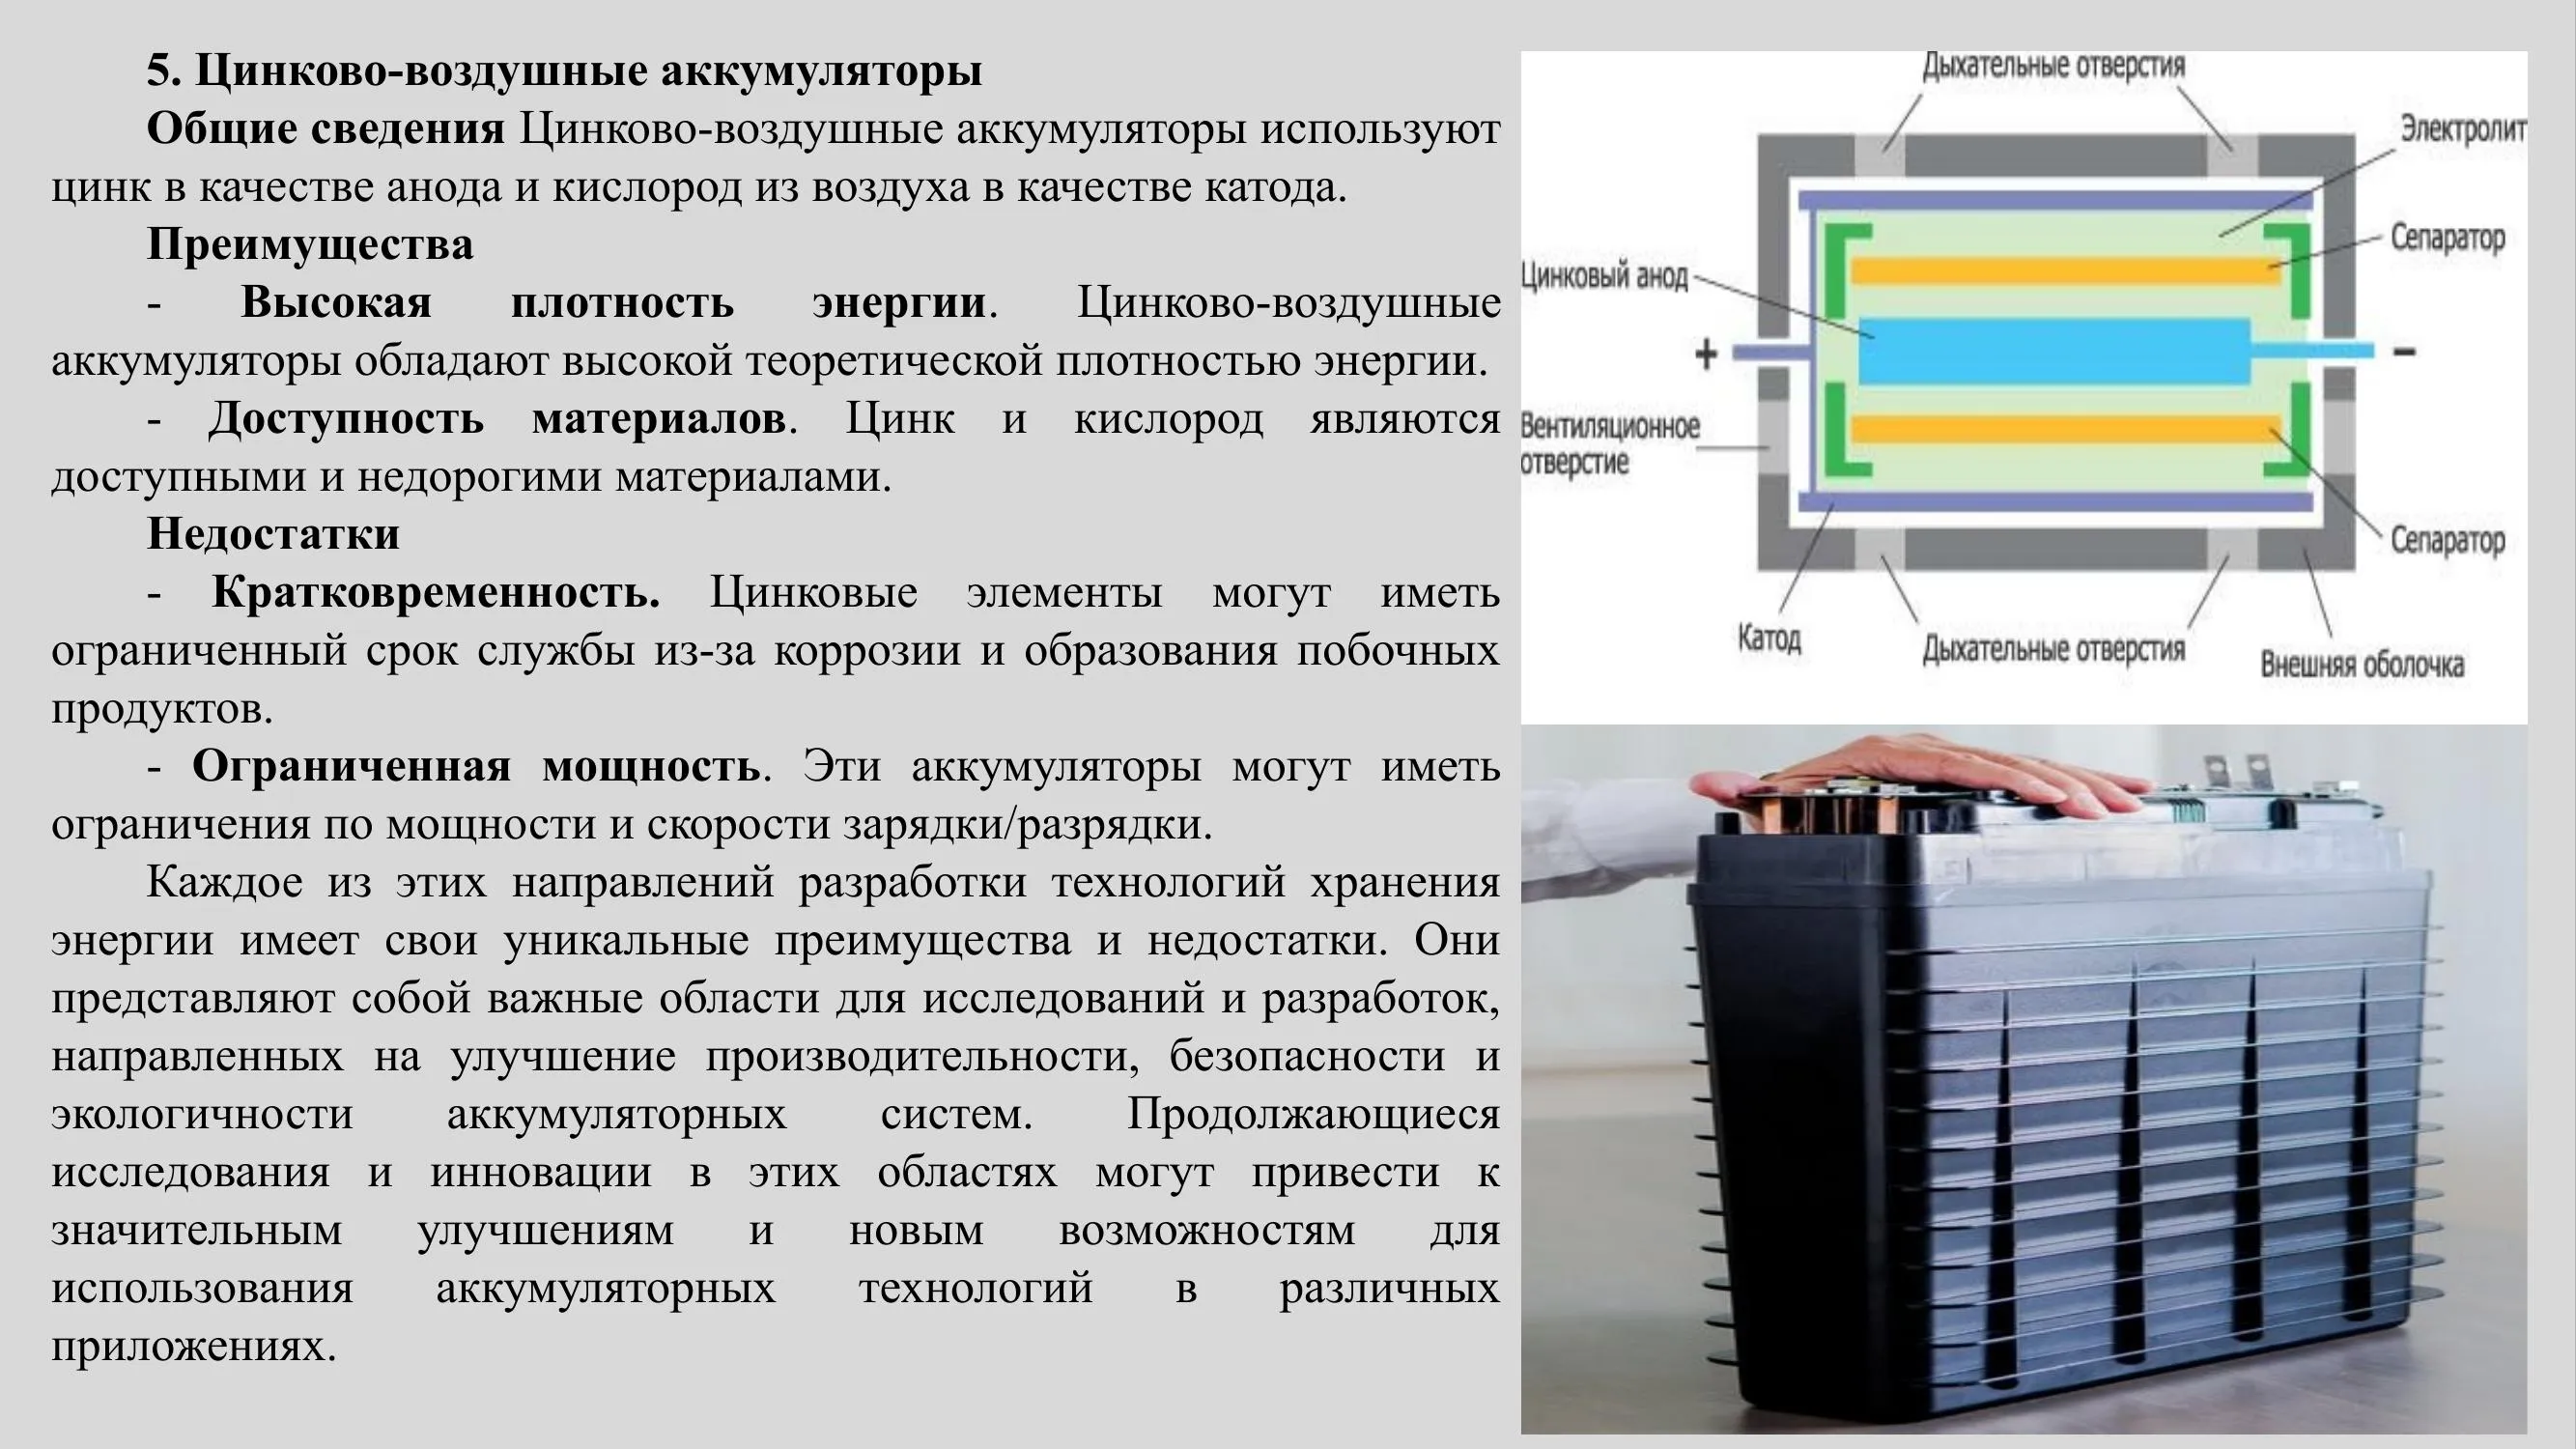 5. Цинково-воздушные аккумуляторы
Общие сведения Цинково-воздушные аккумуляторы используют
цинк в качестве анода и кислород из воздуха в качестве катода.
Преимущества
- Высокая плотность энергии. Цинково-воздушные
аккумуляторы обладают высокой теоретической плотностью энергии.
- Доступность материалов. Цинк и кислород являются
доступными и недорогими материалами.
Недостатки
- Кратковременность. Цинковые элементы могут иметь
ограниченный срок службы из-за коррозии и образования побочных
продуктов.
- Ограниченная мощность. Эти аккумуляторы могут иметь
ограничения по мощности и скорости зарядки/разрядки.
Каждое из этих направлений разработки технологий хранения
энергии имеет свои уникальные преимущества и недостатки. Они
представляют собой важные области для исследований и разработок,
направленных на улучшение производительности, безопасности и
экологичности аккумуляторных систем. Продолжающиеся
исследования и инновации в этих областях могут привести к
значительным улучшениям и новым возможностям для
использования аккумуляторных технологий в различных
приложениях.
Дыхательные отверстия
Электролит
Сепаратор
Цинковый анод
+
−
Вентиляционное
отверстие
Сепаратор
Катод
Дыхательные отверстия
Внешняя оболочка